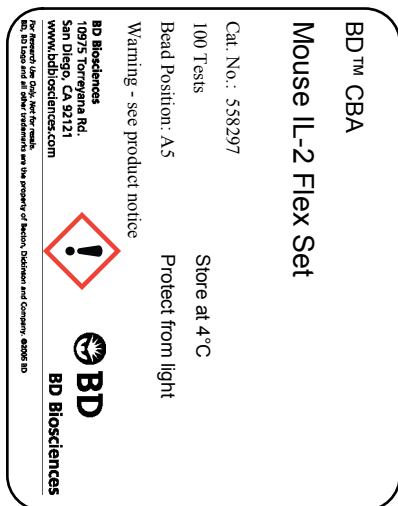 BD™ CBA
Mouse IL-2 Flex Set
Cat. No.: 558297
100 Tests
Store at 4°C
Bead Position: A5
Protect from light
Warning - see product notice
BD Biosciences
10975 Torreyana Rd.
San Diego, CA 92121
www.bdbiosciences.com
BD
BD Biosciences
For Research Use Only. Not for resale.
BD, BD Logo and all other trademarks are the property of Becton, Dickinson and Company. ©2005 BD